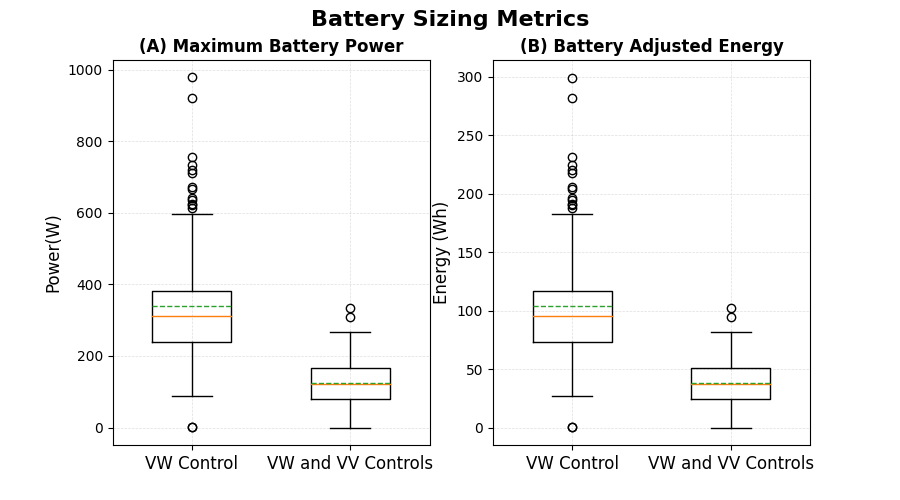 Battery Sizing Metrics
(A) Maximum Battery Power
Power(W)
1000
800
600
400
200
0
VW Control
VW and VV Controls
(B) Battery Adjusted Energy
Energy (Wh)
300
250
200
150
100
50
0
VW Control
VW and VV Controls